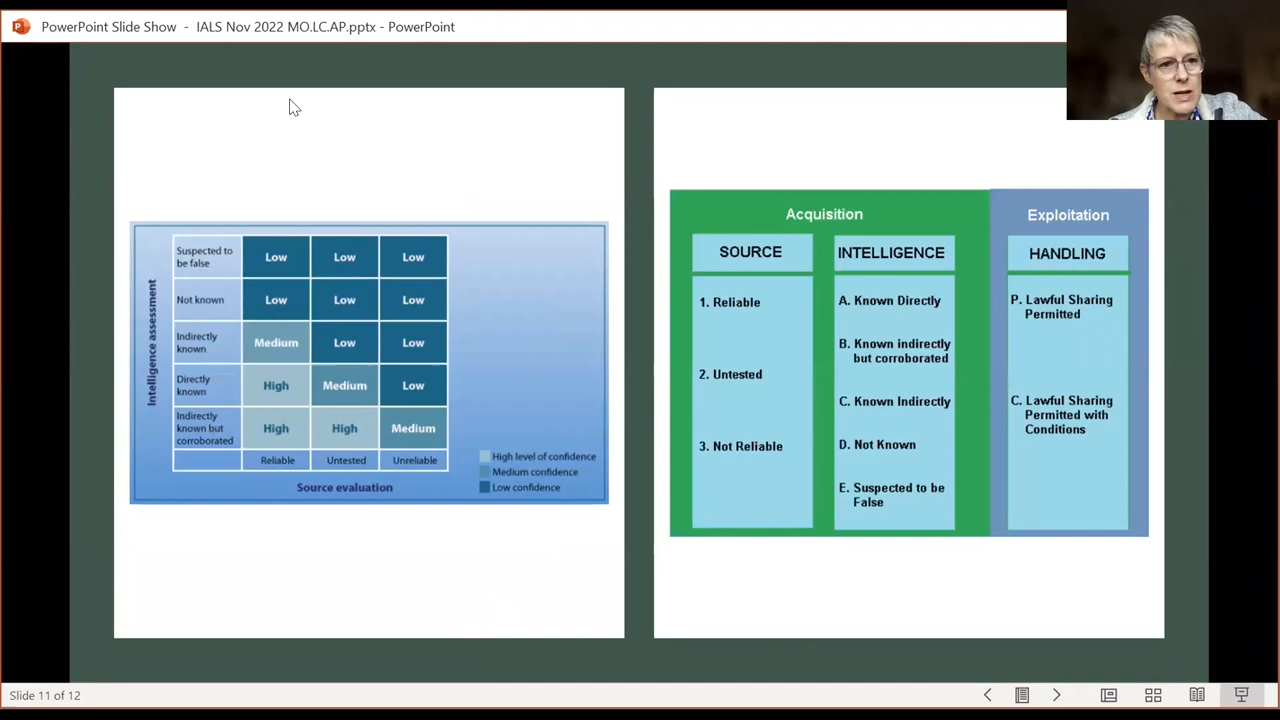 PowerPoint Slide Show - IALS Nov 2022 MO.LC.AP.pptx - PowerPoint
Intelligence assessment
Suspected to
be false
Low
Low
Low
Not known
Low
Low
Low
Indirectly
known
Medium
Low
Low
Directly
known
High
Medium
Low
Indirectly
known but
corroborated
High
High
Medium
Reliable
Untested
Unreliable
Source evaluation
High level of confidence
Medium confidence
Low confidence
Acquisition
SOURCE
1. Reliable
2. Untested
3. Not Reliable
INTELLIGENCE
A. Known Directly
B. Known indirectly
but corroborated
C. Known Indirectly
D. Not Known
E. Suspected to be
False
Exploitation
HANDLING
P. Lawful Sharing
Permitted
C. Lawful Sharing
Permitted with
Conditions
Slide 11 of 12